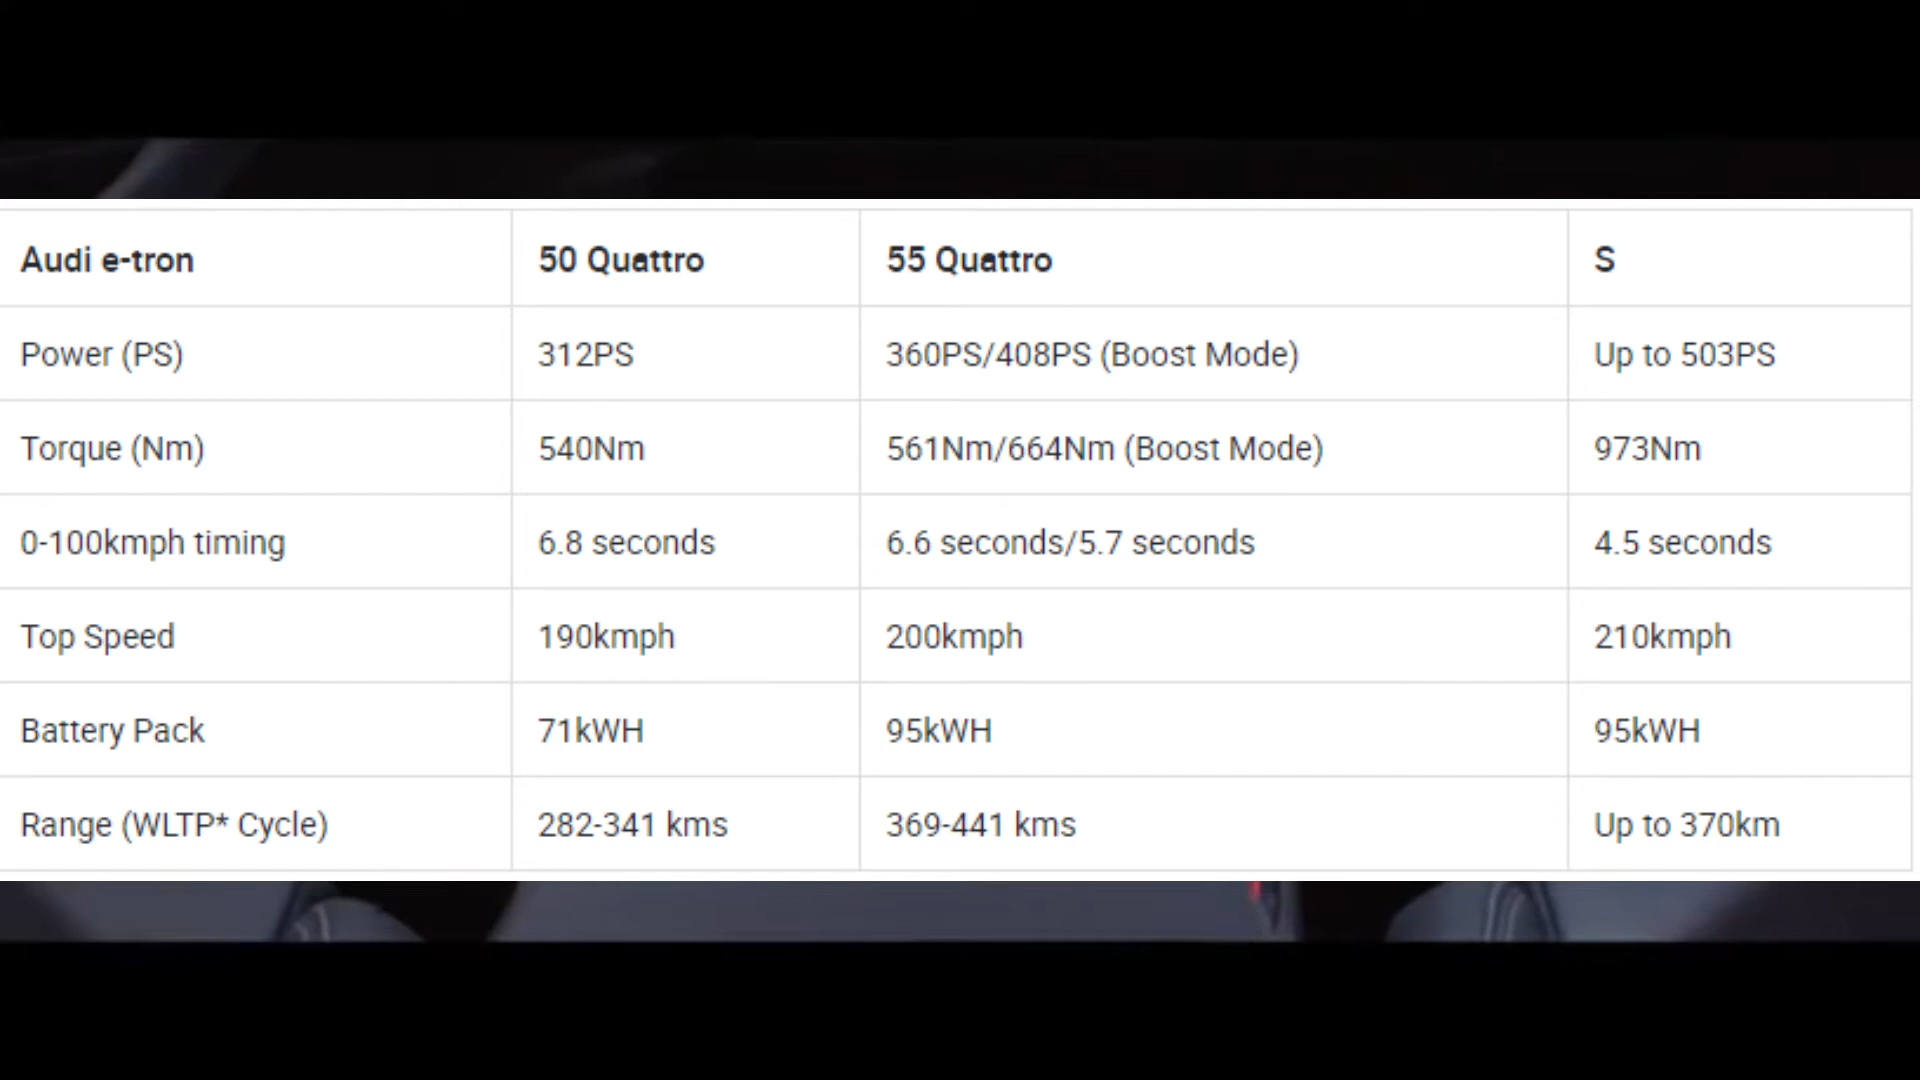 Audi e-tron 50 Quattro 55 Quattro S
Power (PS) 312PS 360PS/408PS (Boost Mode) Up to 503PS
Torque (Nm) 540Nm 561Nm/664Nm (Boost Mode) 973Nm
0-100kmph timing 6.8 seconds 6.6 seconds/5.7 seconds 4.5 seconds
Top Speed 190kmph 200kmph 210kmph
Battery Pack 71kWH 95kWH 95kWH
Range (WLTP* Cycle) 282-341 kms 369-441 kms Up to 370km